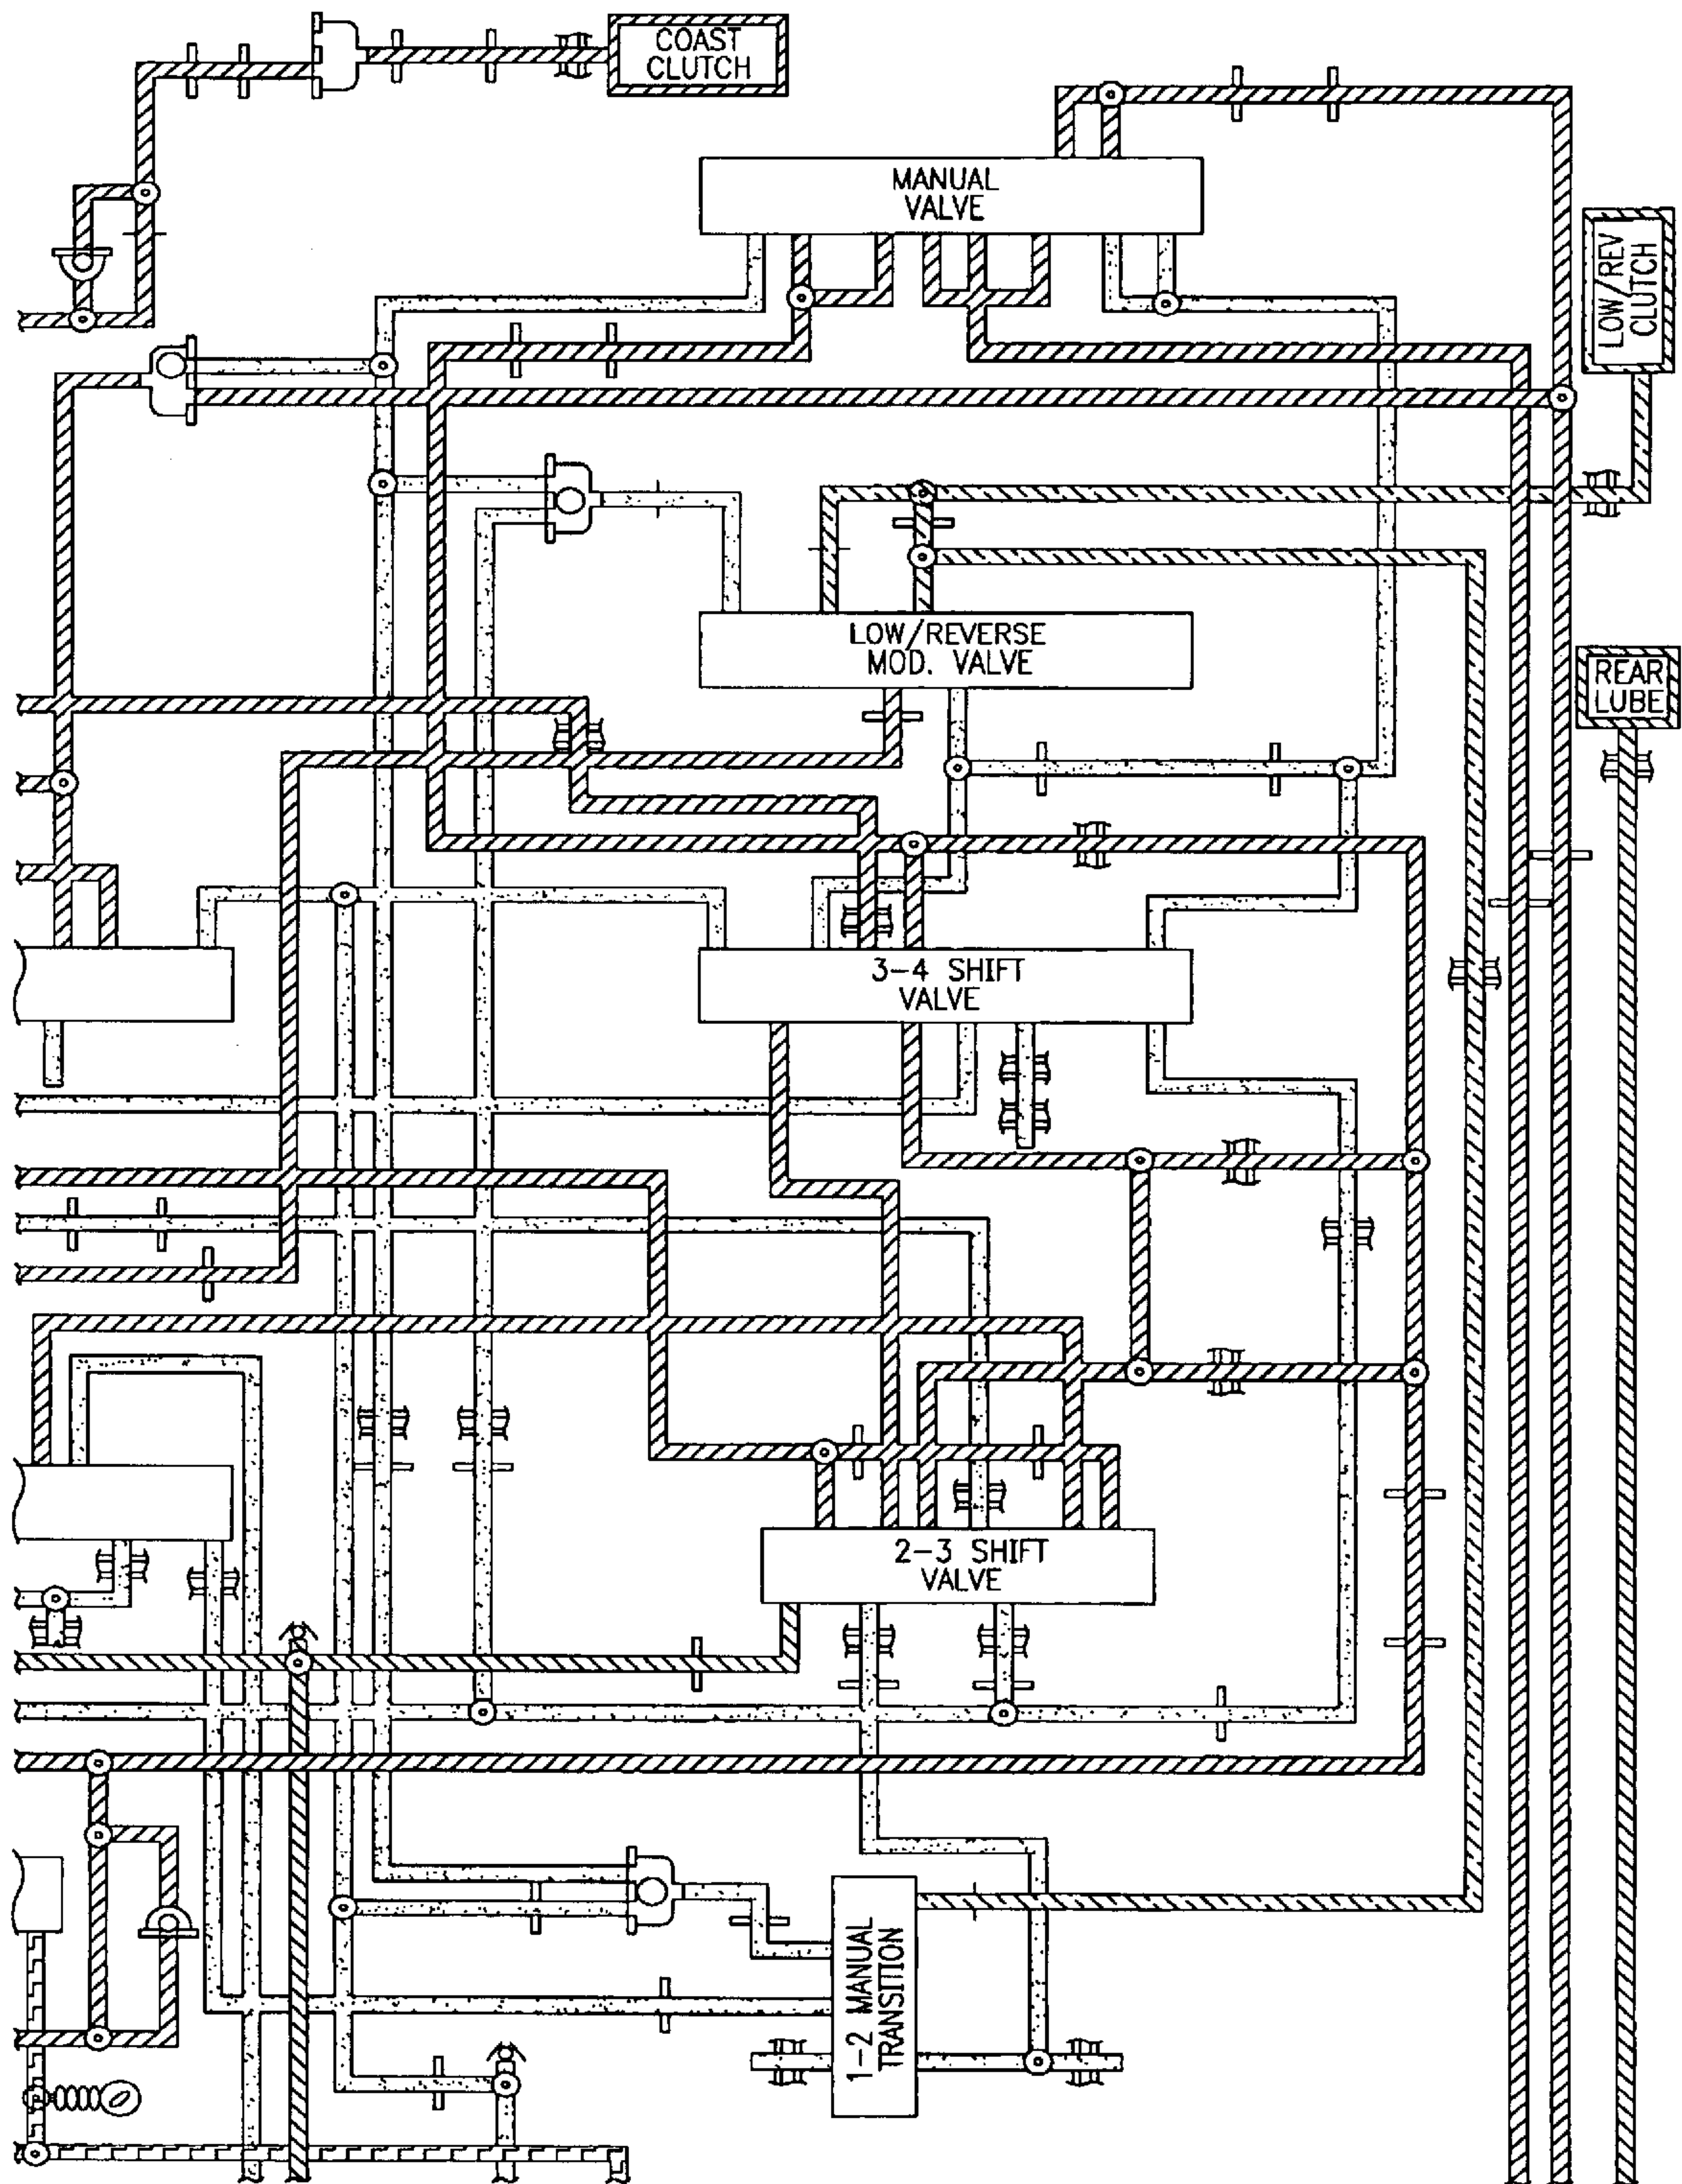 COAST
CLUTCH
MANUAL
VALVE
LOW/REV
CLUTCH
LOW/REVERSE
MOD. VALVE
REAR
LUBE
3-4 SHIFT
VALVE
2-3 SHIFT
VALVE
1-2 MANUAL
TRANSITION